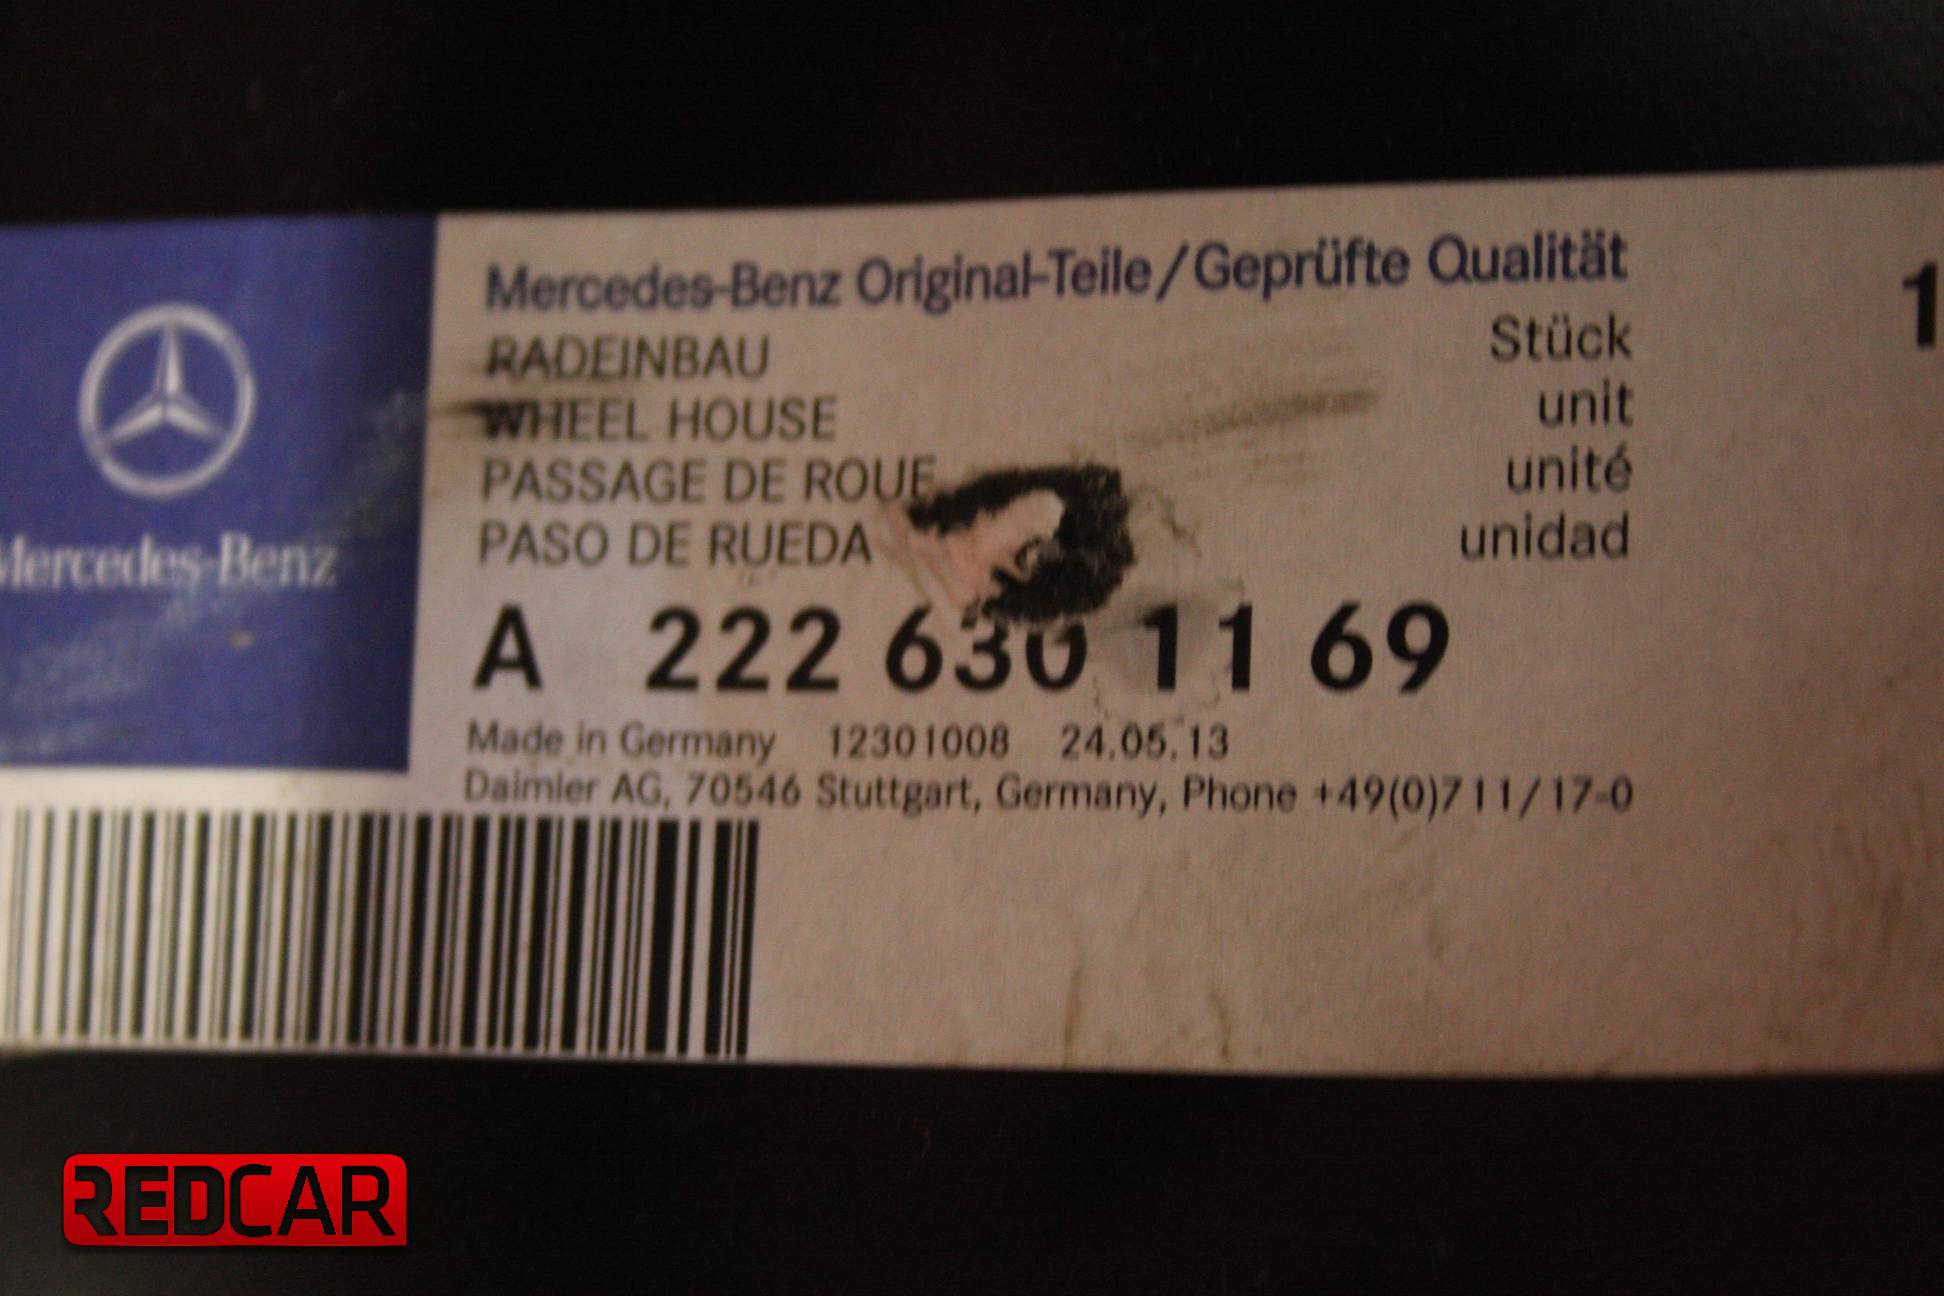 Mercedes-Benz
Mercedes-Benz Original-Teile/Geprüfte Qualität
RADEINBAU Stück 1
WHEEL HOUSE unit
PASSAGE DE ROUE unité
PASO DE RUEDA unidad
A 222 630 11 69
Made in Germany 12301008 24.05.13
Daimler AG, 70546 Stuttgart, Germany, Phone +49(0)711/17-0
REDCAR